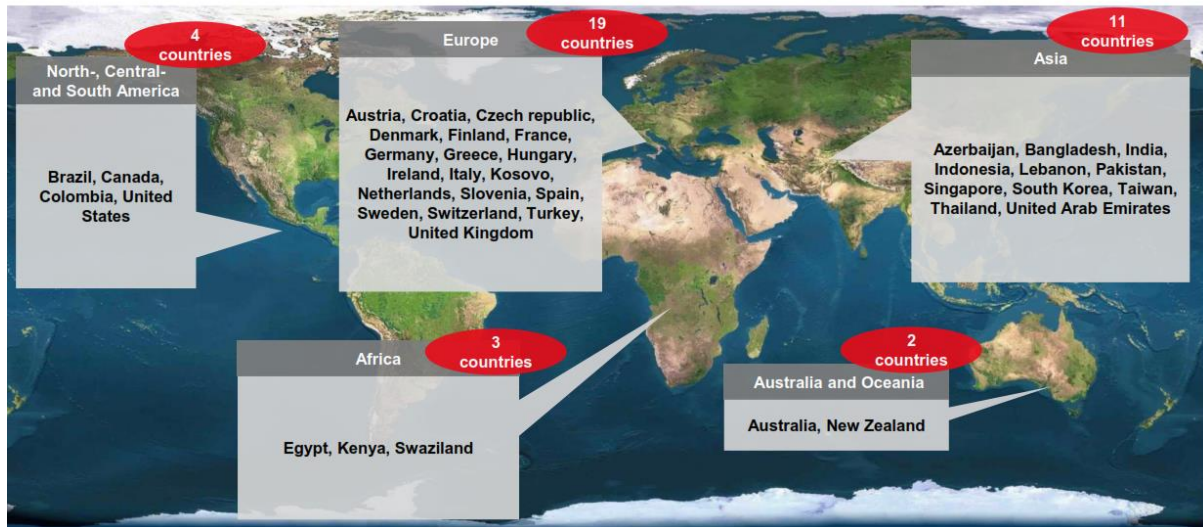 4
countries
North-, Central-
and South America
Brazil, Canada,
Colombia, United
States
19
countries
Europe
Austria, Croatia, Czech republic,
Denmark, Finland, France,
Germany, Greece, Hungary,
Ireland, Italy, Kosovo,
Netherlands, Slovenia, Spain,
Sweden, Switzerland, Turkey,
United Kingdom
11
countries
Asia
Azerbaijan, Bangladesh, India,
Indonesia, Lebanon, Pakistan,
Singapore, South Korea, Taiwan,
Thailand, United Arab Emirates
3
countries
Africa
Egypt, Kenya, Swaziland
2
countries
Australia and Oceania
Australia, New Zealand